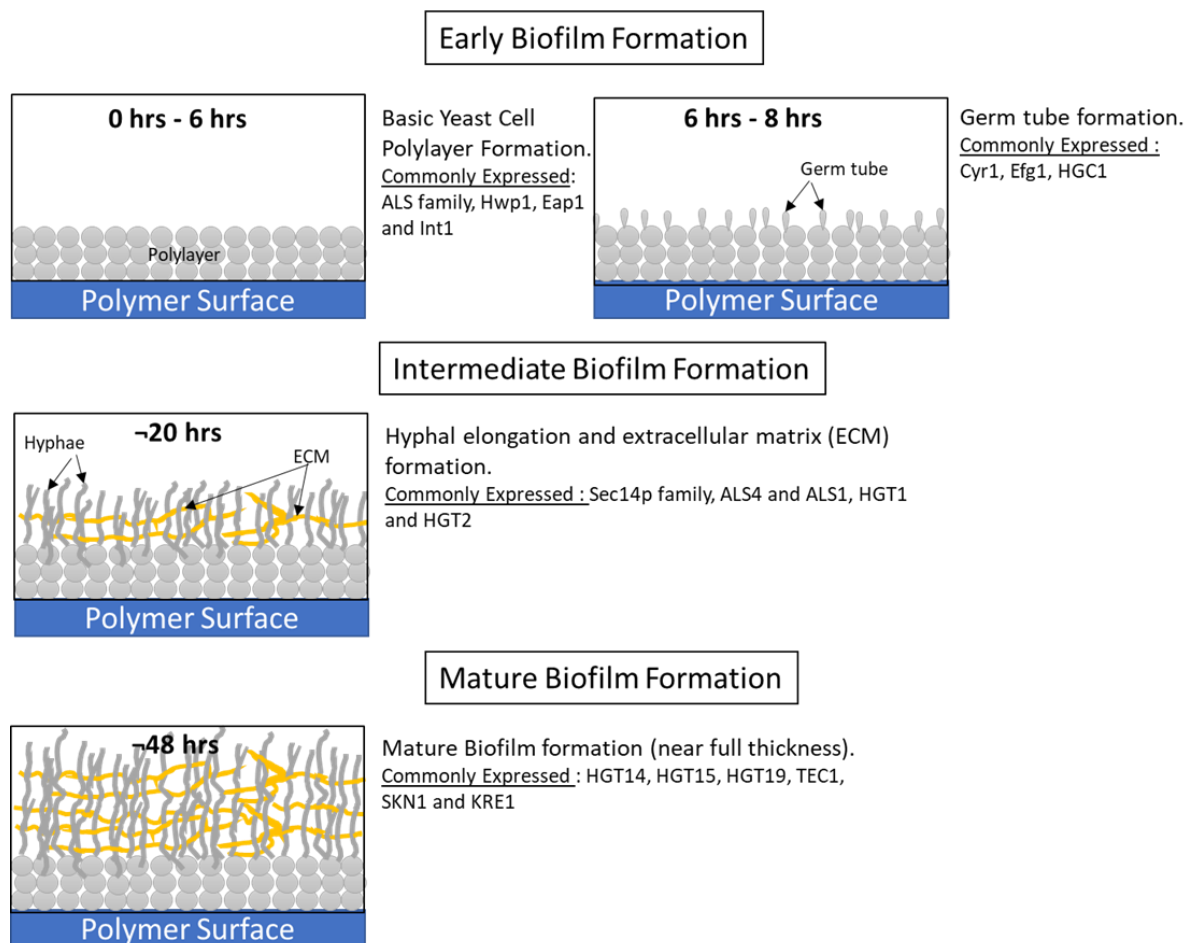 Early Biofilm Formation
0 hrs - 6 hrs
Polylayer
Polymer Surface
Basic Yeast Cell
Polylayer Formation.
Commonly Expressed:
ALS family, Hwp1, Eap1
and Int1
6 hrs - 8 hrs
Germ tube
Polymer Surface
Germ tube formation.
Commonly Expressed :
Cyr1, Efg1, HGC1
Intermediate Biofilm Formation
¬20 hrs
Hyphae
ECM
Polymer Surface
Hyphal elongation and extracellular matrix (ECM)
formation.
Commonly Expressed : Sec14p family, ALS4 and ALS1, HGT1
and HGT2
Mature Biofilm Formation
¬48 hrs
Polymer Surface
Mature Biofilm formation (near full thickness).
Commonly Expressed : HGT14, HGT15, HGT19, TEC1,
SKN1 and KRE1